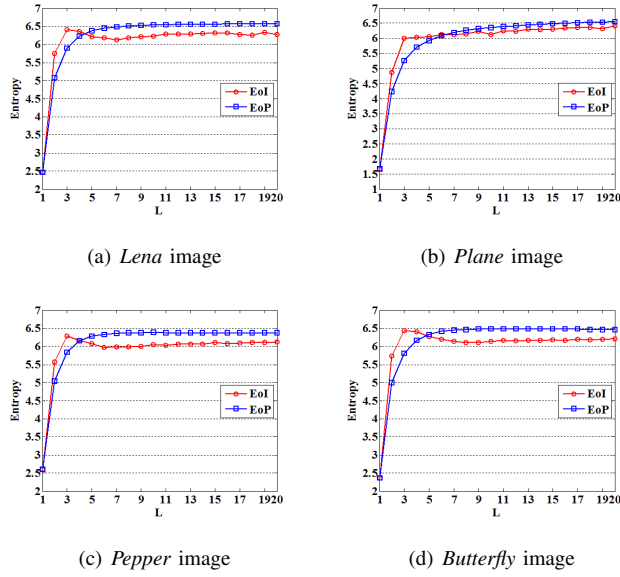 7
6.5
6
5.5
5
4.5
4
3.5
3
2.5
2
Entropy
EoI
EoP
1 3 5 7 9 11 13 15 17 1920
L
(a) Lena image
7
6.5
6
5.5
5
4.5
4
3.5
3
2.5
2
1.5
1
Entropy
EoI
EoP
1 3 5 7 9 11 13 15 17 1920
L
(b) Plane image
7
6.5
6
5.5
5
4.5
4
3.5
3
2.5
2
Entropy
EoI
EoP
1 3 5 7 9 11 13 15 17 1920
L
(c) Pepper image
7
6.5
6
5.5
5
4.5
4
3.5
3
2.5
2
Entropy
EoI
EoP
1 3 5 7 9 11 13 15 17 1920
L
(d) Butterfly image